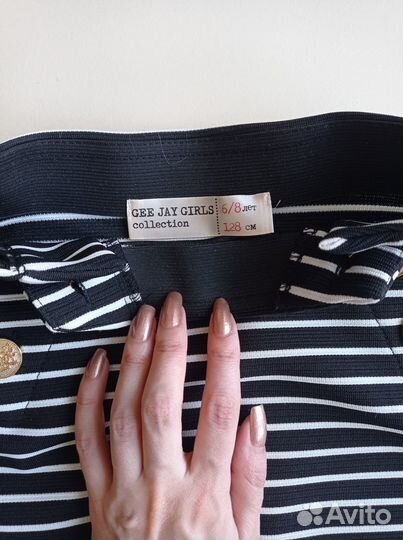 GEE JAY GIRLS
collection
6/8 лет
128 см
Avito